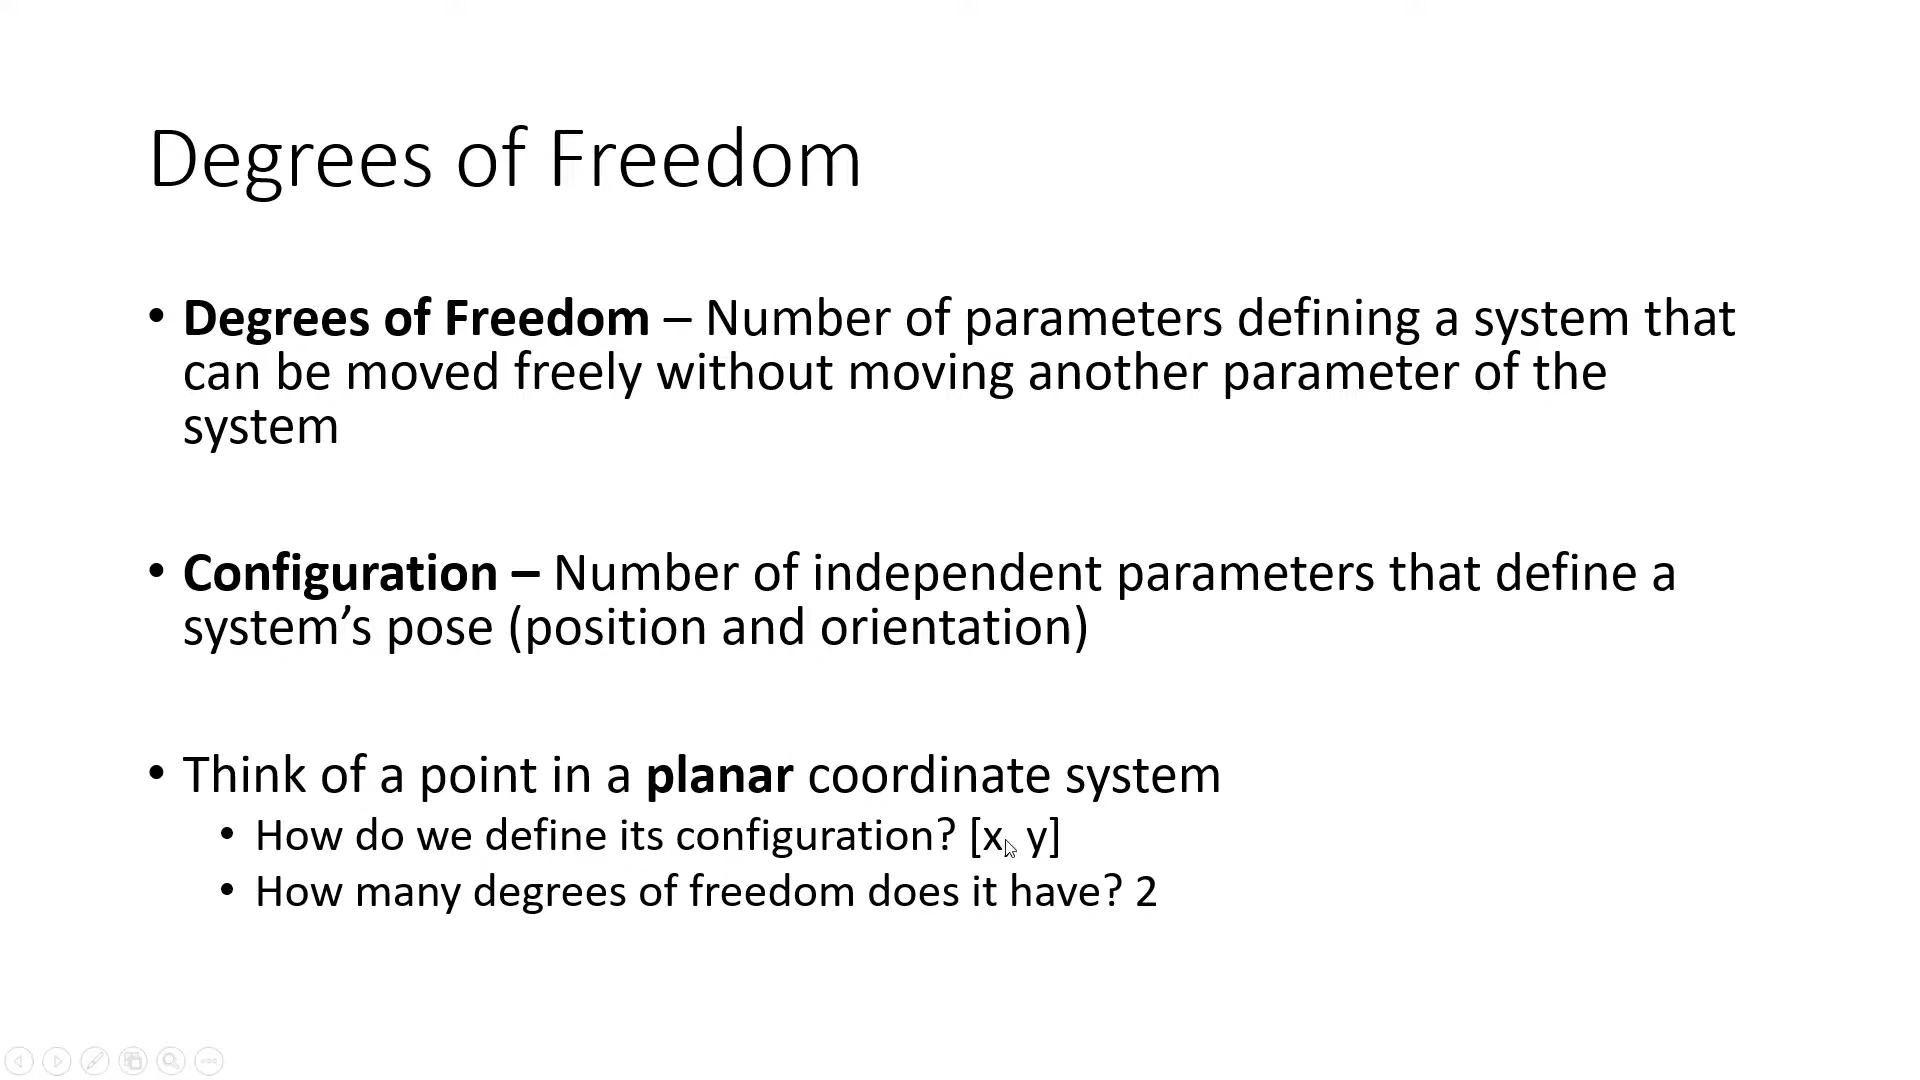 Degrees of Freedom
• Degrees of Freedom – Number of parameters defining a system that
can be moved freely without moving another parameter of the
system
• Configuration – Number of independent parameters that define a
system’s pose (position and orientation)
• Think of a point in a planar coordinate system
• How do we define its configuration? [x, y]
• How many degrees of freedom does it have? 2